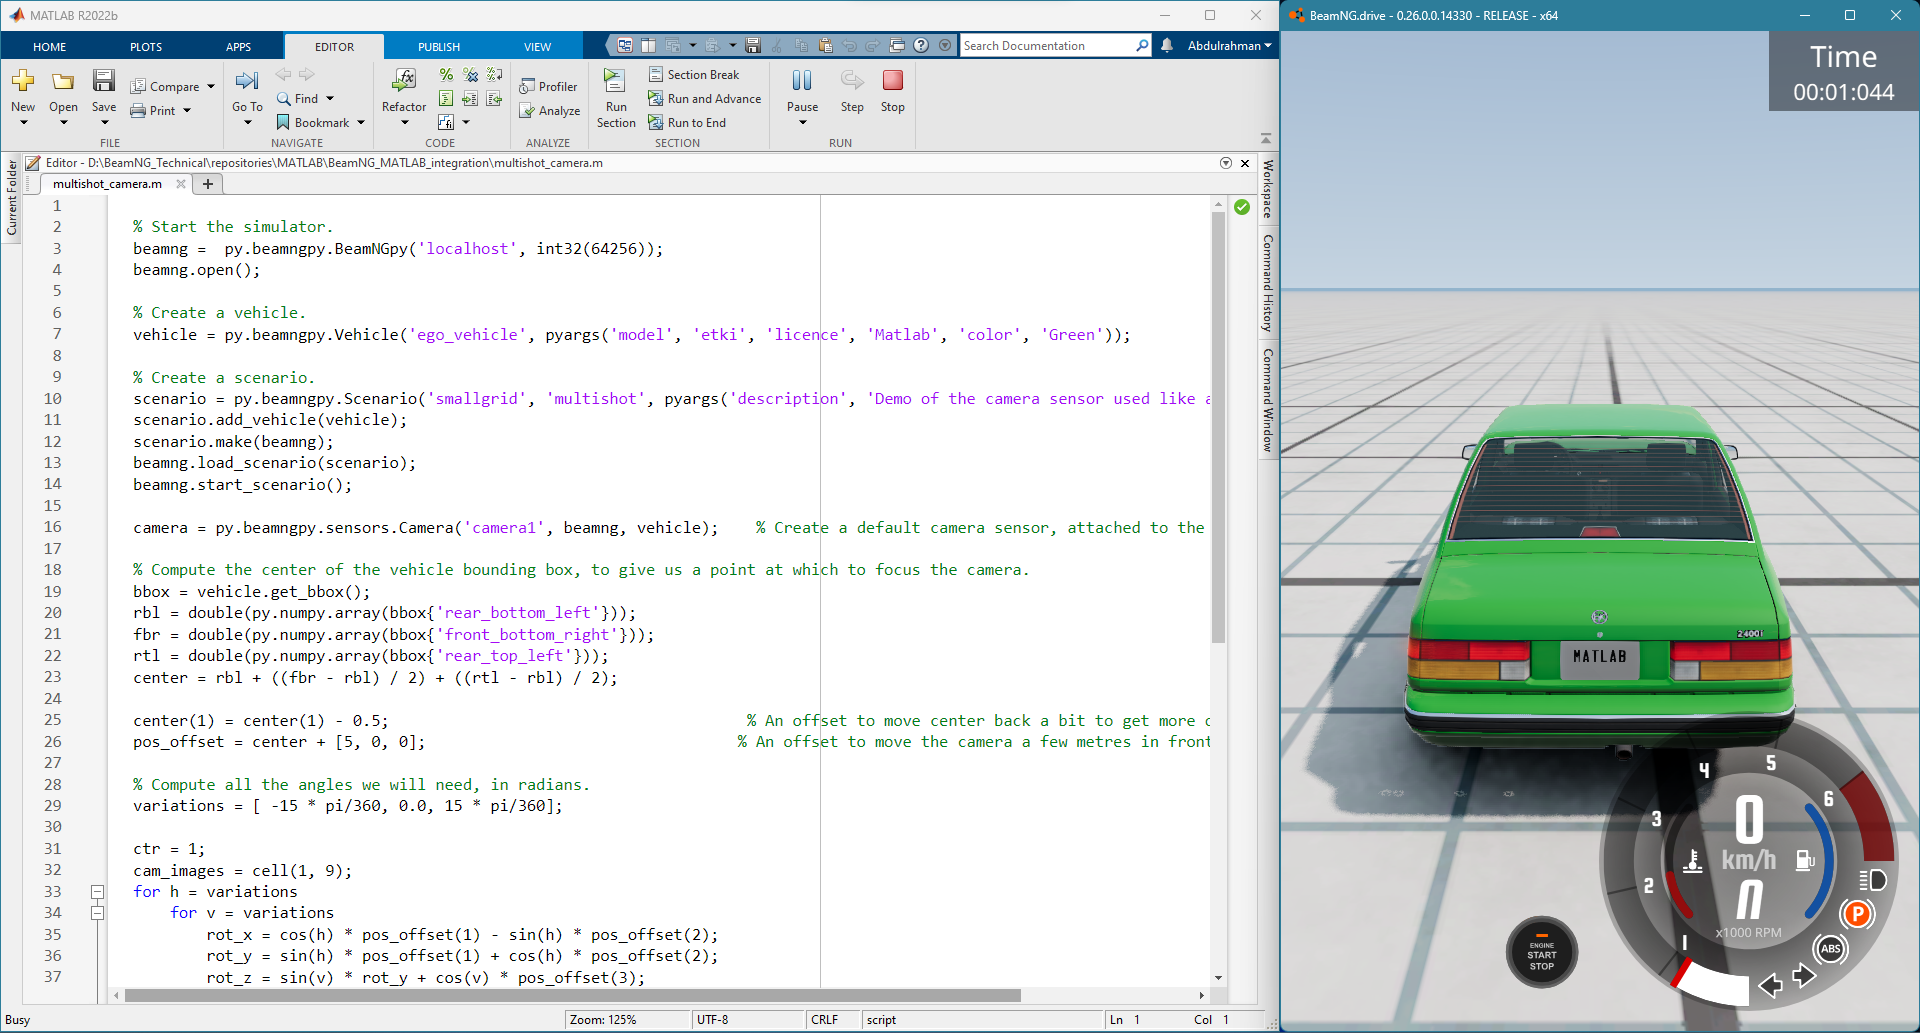 MATLAB R2022b
HOME PLOTS APPS EDITOR PUBLISH VIEW Search Documentation Abdulrahman
New Open Save Compare Print
FILE
Go To Find Bookmark
NAVIGATE
Refactor
CODE
Profiler
Analyze
ANALYZE
Run Section
Section Break
Run and Advance
Run to End
SECTION
Pause Step Stop
RUN
Current Folder
Editor - D:\BeamNG_Technical\repositories\MATLAB\BeamNG_MATLAB_integration\multishot_camera.m
multishot_camera.m
1
2 % Start the simulator.
3 beamng =  py.beamngpy.BeamNGpy('localhost', int32(64256));
4 beamng.open();
5
6 % Create a vehicle.
7 vehicle = py.beamngpy.Vehicle('ego_vehicle', pyargs('model', 'etki', 'licence', 'Matlab', 'color', 'Green'));
8
9 % Create a scenario.
10 scenario = py.beamngpy.Scenario('smallgrid', 'multishot', pyargs('description', 'Demo of the camera sensor used like a
11 scenario.add_vehicle(vehicle);
12 scenario.make(beamng);
13 beamng.load_scenario(scenario);
14 beamng.start_scenario();
15
16 camera = py.beamngpy.sensors.Camera('camera1', beamng, vehicle);    % Create a default camera sensor, attached to the
17
18 % Compute the center of the vehicle bounding box, to give us a point at which to focus the camera.
19 bbox = vehicle.get_bbox();
20 rbl = double(py.numpy.array(bbox{'rear_bottom_left'}));
21 fbr = double(py.numpy.array(bbox{'front_bottom_right'}));
22 rtl = double(py.numpy.array(bbox{'rear_top_left'}));
23 center = rbl + ((fbr - rbl) / 2) + ((rtl - rbl) / 2);
24
25 center(1) = center(1) - 0.5;    % An offset to move center back a bit to get more
26 pos_offset = center + [5, 0, 0];    % An offset to move the camera a few metres in front
27
28 % Compute all the angles we will need, in radians.
29 variations = [ -15 * pi/360, 0.0, 15 * pi/360];
30
31 ctr = 1;
32 cam_images = cell(1, 9);
33 for h = variations
34     for v = variations
35         rot_x = cos(h) * pos_offset(1) - sin(h) * pos_offset(2);
36         rot_y = sin(h) * pos_offset(1) + cos(h) * pos_offset(2);
37         rot_z = sin(v) * rot_y + cos(v) * pos_offset(3);
Workspace
Command History
Command Window
Busy Zoom: 125% UTF-8 CRLF script Ln 1 Col 1
BeamNG.drive - 0.26.0.0.14330 - RELEASE - x64
Time
00:01:044
2400i
MATLAB
1 2 3 4 5 6
0
km/h
n
x1000 RPM
P
ABS
ENGINE
START
STOP